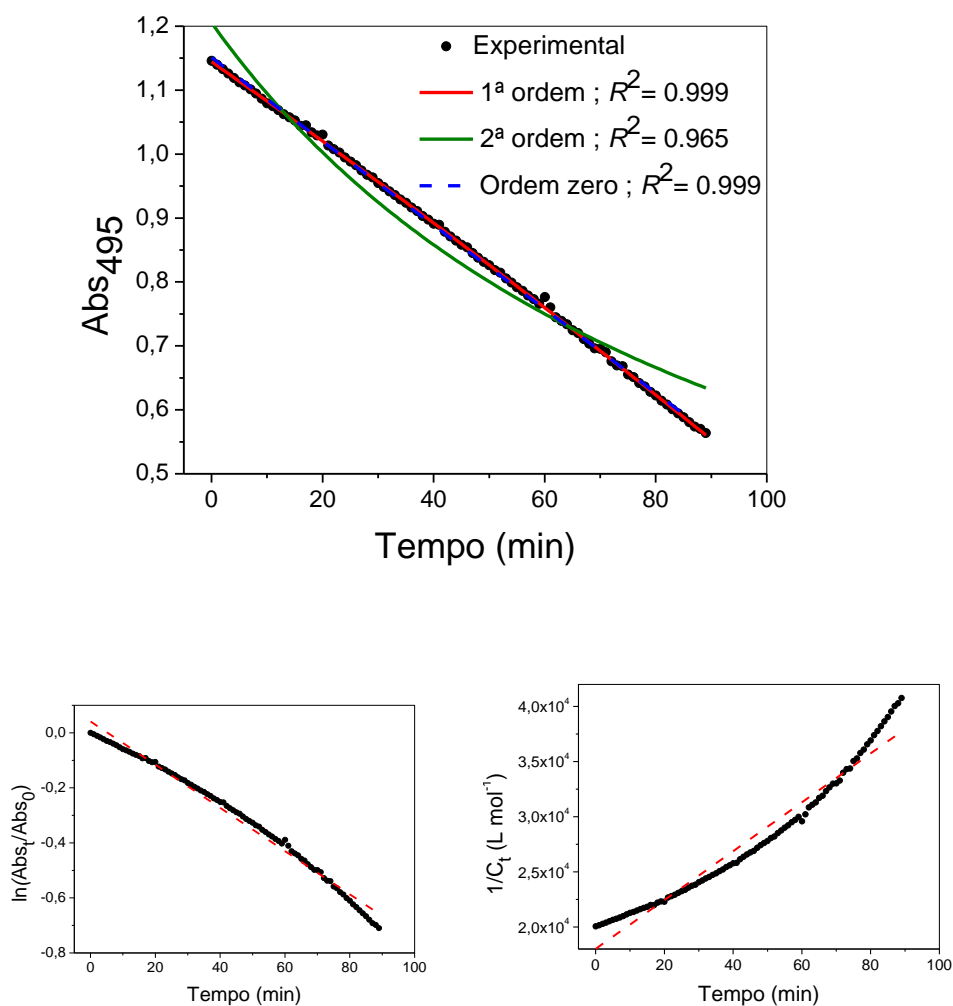 1,2
1,1
1,0
0,9
0,8
0,7
0,6
0,5
Abs495
Experimental
1ª ordem ; R2= 0.999
2ª ordem ; R2= 0.965
Ordem zero ; R2= 0.999
0 20 40 60 80 100
Tempo (min)
0,0
-0,2
-0,4
-0,6
-0,8
ln(Abst/Abs0)
0 20 40 60 80 100
Tempo (min)
4,0x104
3,5x104
3,0x104
2,5x104
2,0x104
1/Ct (L mol-1)
0 20 40 60 80 100
Tempo (min)